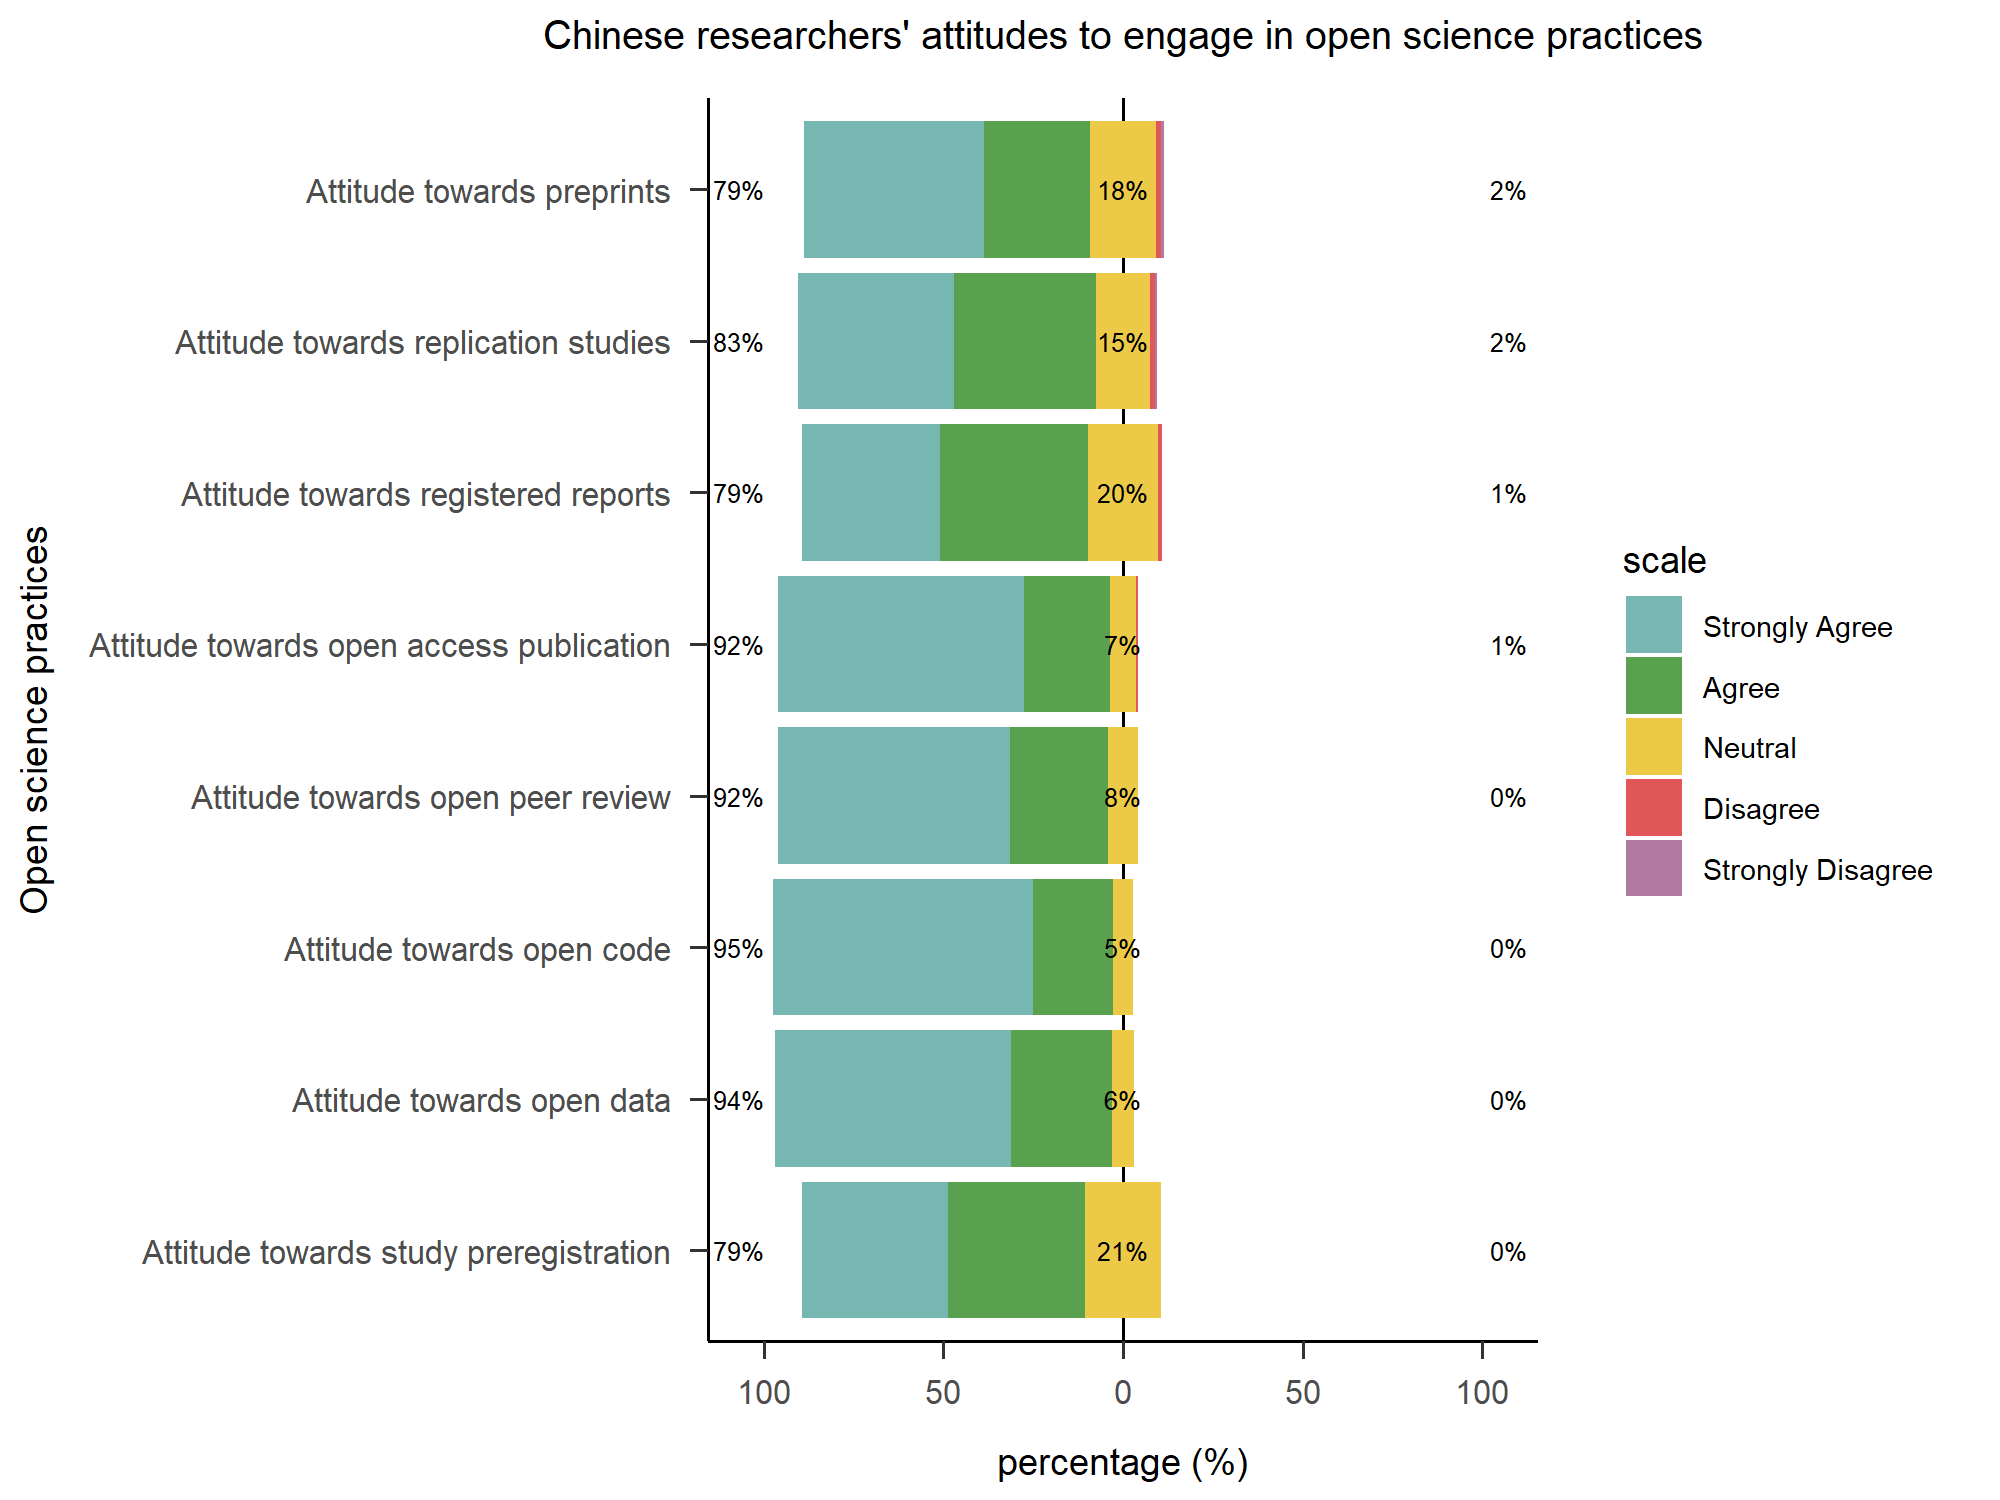 Chinese researchers' attitudes to engage in open science practices
Open science practices
Attitude towards preprints 79% 18% 2%
Attitude towards replication studies 83% 15% 2%
Attitude towards registered reports 79% 20% 1%
Attitude towards open access publication 92% 7% 1%
Attitude towards open peer review 92% 8% 0%
Attitude towards open code 95% 5% 0%
Attitude towards open data 94% 6% 0%
Attitude towards study preregistration 79% 21% 0%
100 50 0 50 100
percentage (%)
scale
Strongly Agree
Agree
Neutral
Disagree
Strongly Disagree